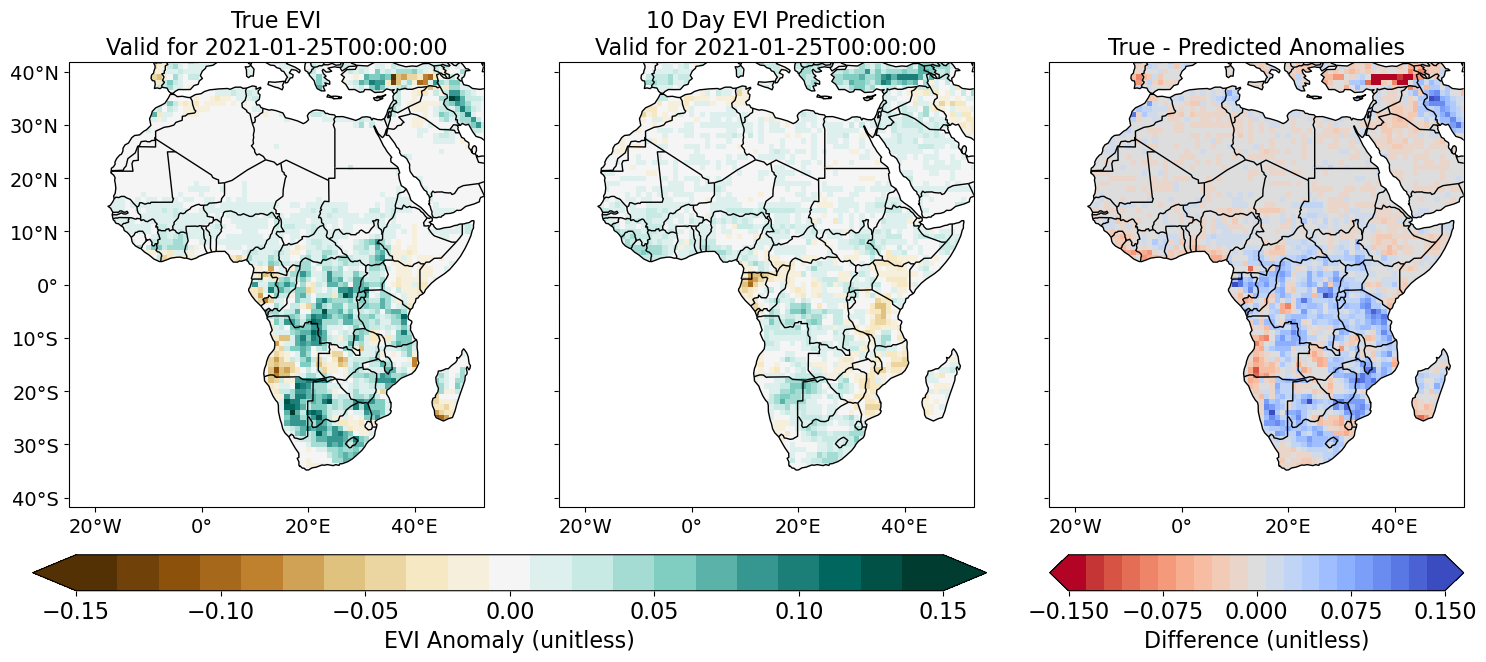 True EVI
Valid for 2021-01-25T00:00:00
10 Day EVI Prediction
Valid for 2021-01-25T00:00:00
True - Predicted Anomalies
40°N
30°N
20°N
10°N
0°
10°S
20°S
30°S
40°S
20°W 0° 20°E 40°E
20°W 0° 20°E 40°E
20°W 0° 20°E 40°E
−0.15 −0.10 −0.05 0.00 0.05 0.10 0.15
EVI Anomaly (unitless)
−0.150 −0.075 0.000 0.075 0.150
Difference (unitless)